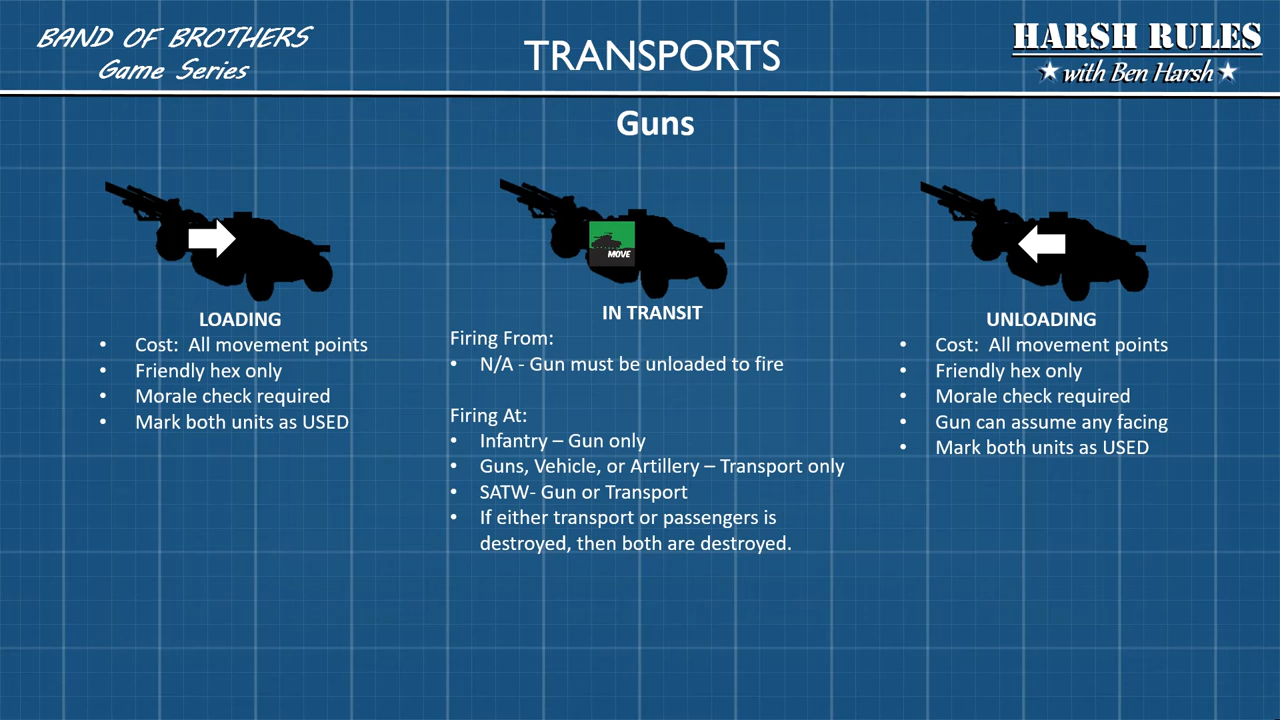 BAND OF BROTHERS
Game Series
TRANSPORTS
HARSH RULES
with Ben Harsh
Guns
MOVE
LOADING
• Cost:  All movement points
• Friendly hex only
• Morale check required
• Mark both units as USED
IN TRANSIT
Firing From:
• N/A - Gun must be unloaded to fire
Firing At:
• Infantry – Gun only
• Guns, Vehicle, or Artillery – Transport only
• SATW- Gun or Transport
• If either transport or passengers is
destroyed, then both are destroyed.
UNLOADING
• Cost:  All movement points
• Friendly hex only
• Morale check required
• Gun can assume any facing
• Mark both units as USED